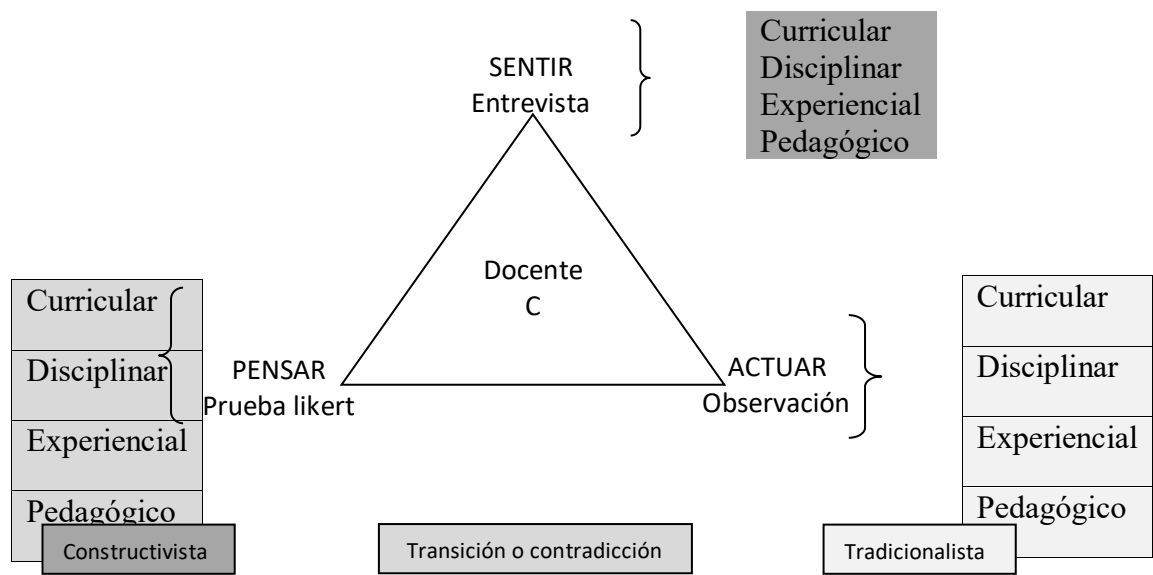 SENTIR
Entrevista
Curricular
Disciplinar
Experiencial
Pedagógico
Docente
C
Curricular
Disciplinar
Experiencial
Pedagógico
PENSAR
Prueba likert
ACTUAR
Observación
Curricular
Disciplinar
Experiencial
Pedagógico
Constructivista
Transición o contradicción
Tradicionalista